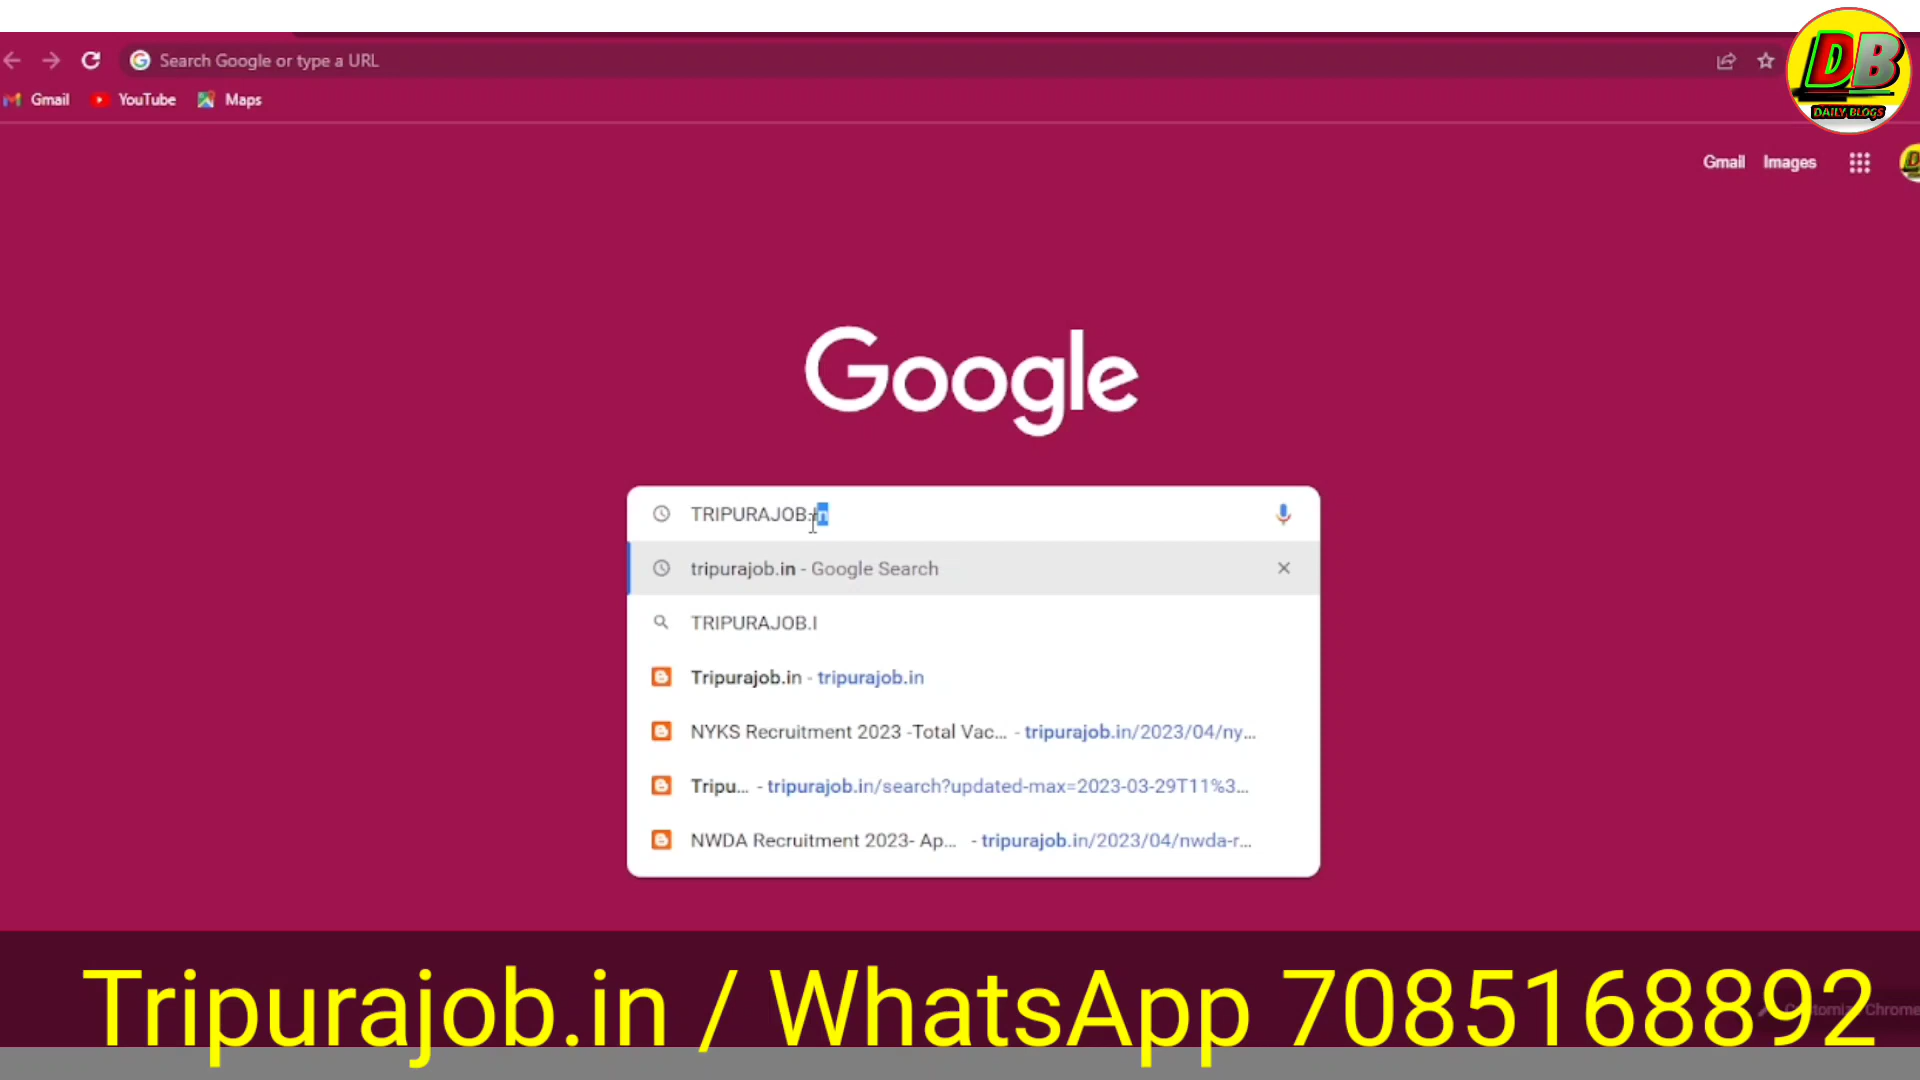 Search Google or type a URL
DB
DAILY BLOGS
Gmail YouTube Maps
Gmail Images
Google
TRIPURAJOB.in
tripurajob.in - Google Search
TRIPURAJOB.I
Tripurajob.in - tripurajob.in
NYKS Recruitment 2023 -Total Vac... - tripurajob.in/2023/04/ny...
Tripu... - tripurajob.in/search?updated-max=2023-03-29T11%3...
NWDA Recruitment 2023- Ap... - tripurajob.in/2023/04/nwda-r...
Customize Chrome
Tripurajob.in / WhatsApp 7085168892